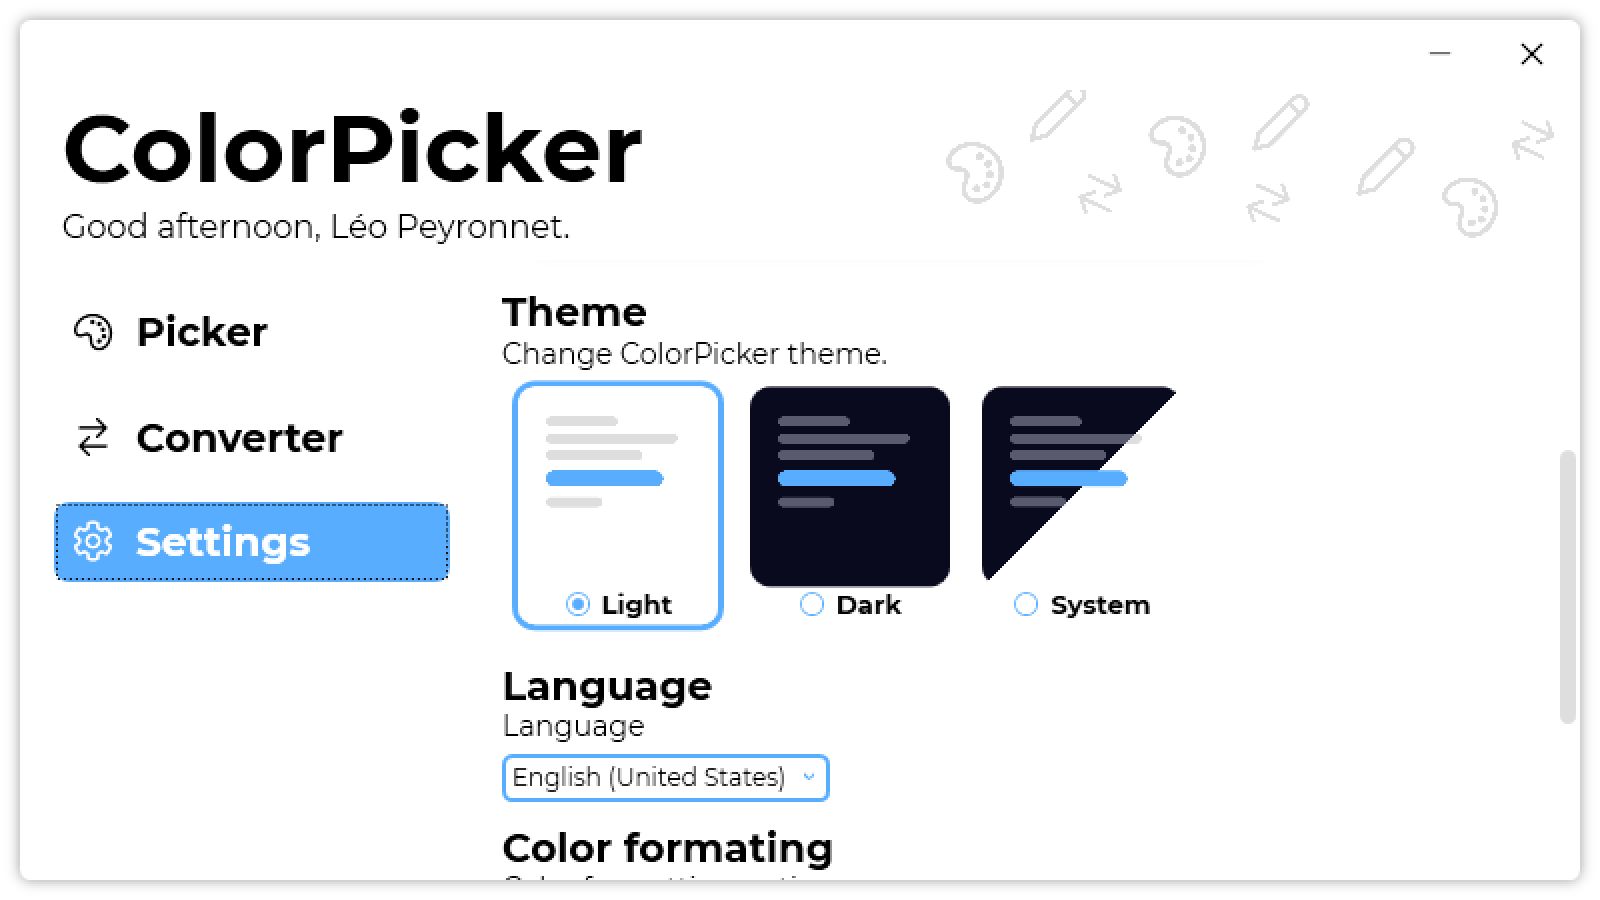 ColorPicker
Good afternoon, Léo Peyronnet.
Picker
Converter
Settings
Theme
Change ColorPicker theme.
Light
Dark
System
Language
Language
English (United States)
Color formating